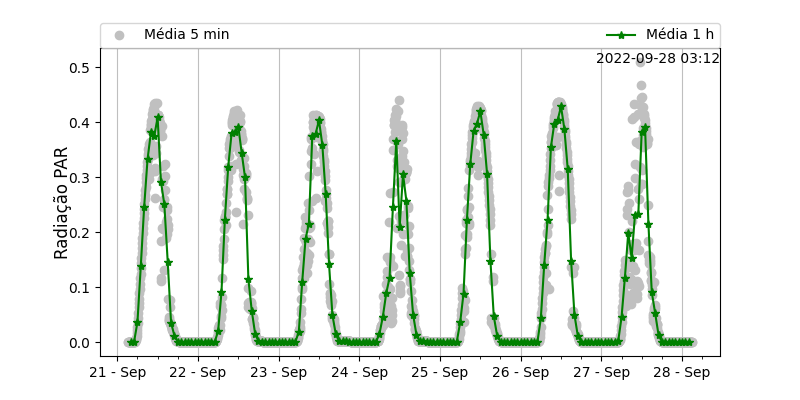 Média 5 min
Média 1 h
2022-09-28 03:12
Radiação PAR
0.5
0.4
0.3
0.2
0.1
0.0
21 - Sep
22 - Sep
23 - Sep
24 - Sep
25 - Sep
26 - Sep
27 - Sep
28 - Sep